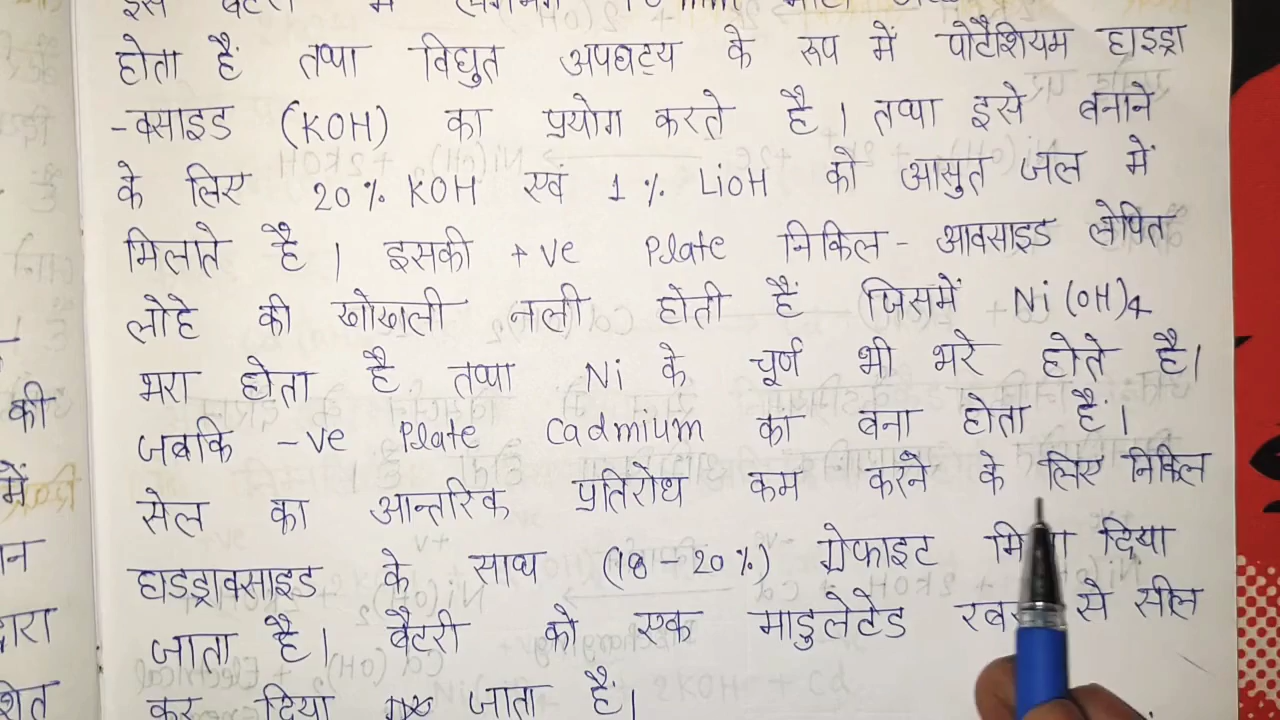 होता है तथा विद्युत अपघट्य के रूप में पोटैशियम हाइड्रा
-क्साइड (KOH) का प्रयोग करते है। तथा इसे बनाने
के लिए 20% KOH एवं 1% LiOH को आसुत जल में
मिलाते है। इसकी +ve Plate निकिल- आक्साइड लेपित
लोहे की खोखली नली होती है जिसमें Ni(OH)4
भरा होता है तथा Ni के चूर्ण भी भरे होते है।
जबकि -ve Plate Cadmium का बना होता है।
सेल का आन्तरिक प्रतिरोध कम करने के लिए निकिल
हाइड्राक्साइड के साथ (18-20%) ग्रेफाइट दिया
जाता है। बैटरी को एक माडुलेटेड से सील
कर दिया जाता है।
की
में